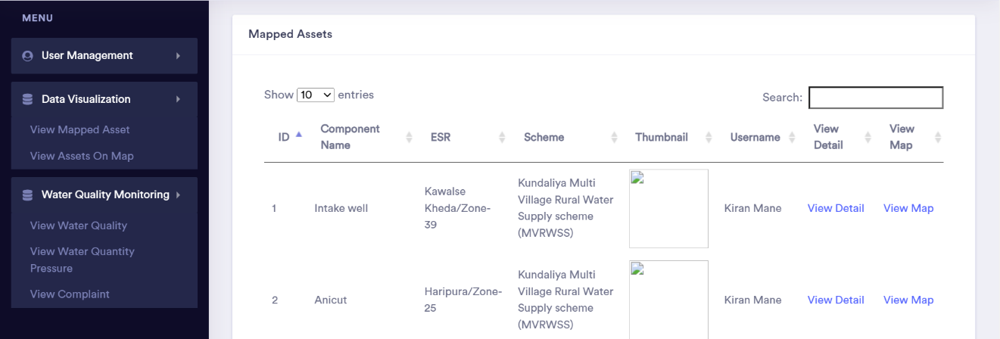 MENU
User Management
Data Visualization
View Mapped Asset
View Assets On Map
Water Quality Monitoring
View Water Quality
View Water Quantity
Pressure
View Complaint
Mapped Assets
Show 10 entries
Search:
ID Component Name ESR Scheme Thumbnail Username View Detail View Map
1 Intake well Kawalse Kheda/Zone-39 Kundaliya Multi Village Rural Water Supply scheme (MVRWSS) Kiran Mane View Detail View Map
2 Anicut Haripura/Zone-25 Kundaliya Multi Village Rural Water Supply scheme (MVRWSS) Kiran Mane View Detail View Map